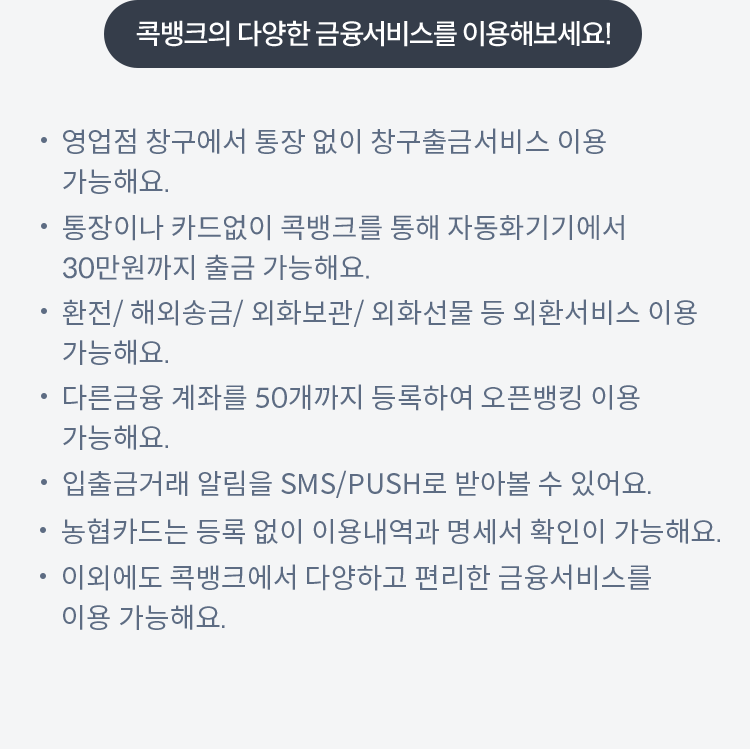 콕뱅크의 다양한 금융서비스를 이용해보세요!
• 영업점 창구에서 통장 없이 창구출금서비스 이용
가능해요.
• 통장이나 카드없이 콕뱅크를 통해 자동화기기에서
30만원까지 출금 가능해요.
• 환전/ 해외송금/ 외화보관/ 외화선물 등 외환서비스 이용
가능해요.
• 다른금융 계좌를 50개까지 등록하여 오픈뱅킹 이용
가능해요.
• 입출금거래 알림을 SMS/PUSH로 받아볼 수 있어요.
• 농협카드는 등록 없이 이용내역과 명세서 확인이 가능해요.
• 이외에도 콕뱅크에서 다양하고 편리한 금융서비스를
이용 가능해요.